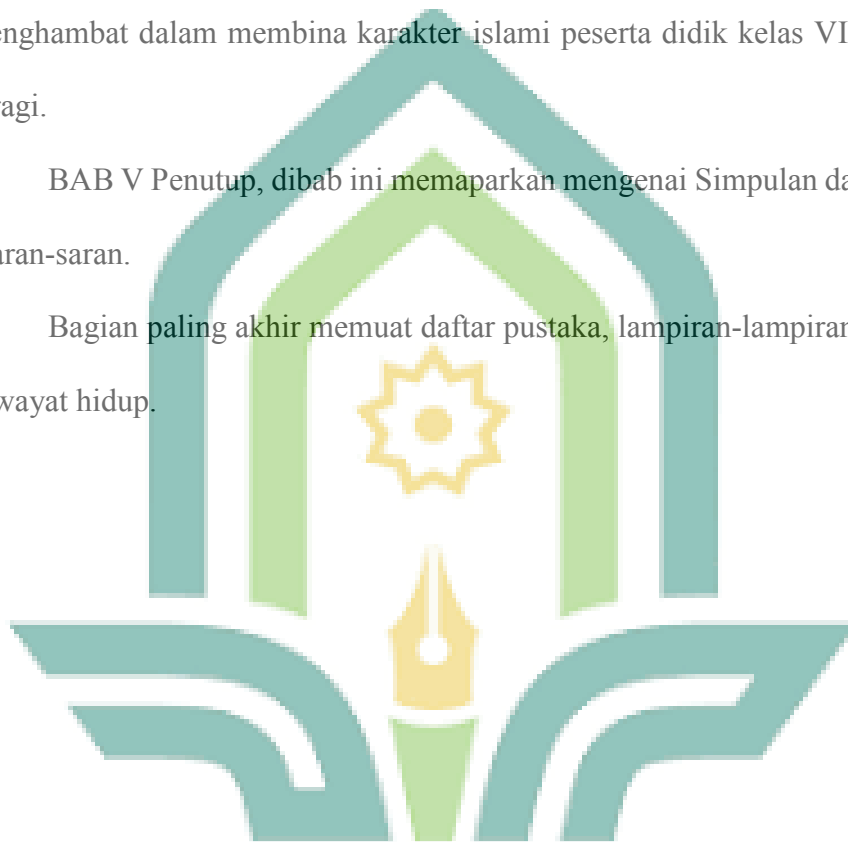 enghambat dalam membina karakter islami peserta didik kelas VI
ragi.
BAB V Penutup, dibab ini memaparkan mengenai Simpulan da
aran-saran.
Bagian paling akhir memuat daftar pustaka, lampiran-lampiran
wayat hidup.